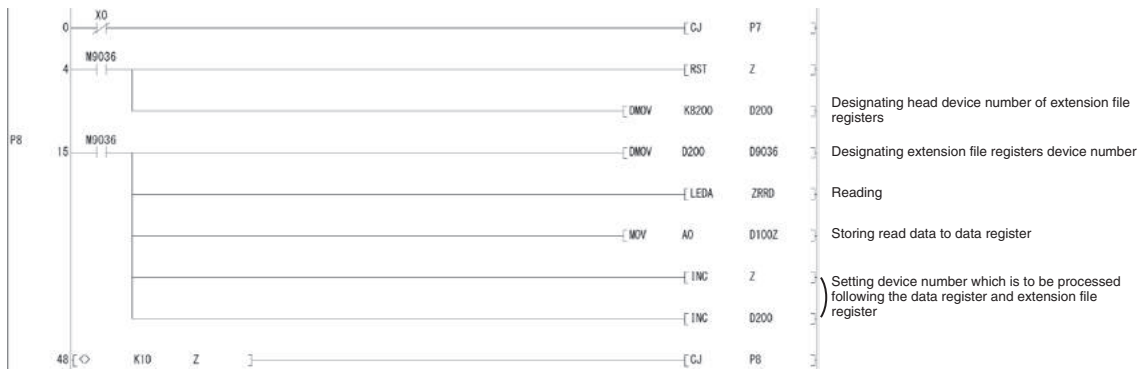 X0
0 [ CJ P7 ]
M9036
4 [ RST Z ]
[ DMOV K8200 D200 ] Designating head device number of extension file
registers
P8 M9036
15 [ DMOV D200 D9036 ] Designating extension file registers device number
[ LEDA ZRRD ] Reading
[ MOV A0 D100Z ] Storing read data to data register
[ INC Z ]
Setting device number which is to be processed
following the data register and extension file
register
[ INC D200 ]
48 [ <> K10 Z ] [ CJ P8 ]